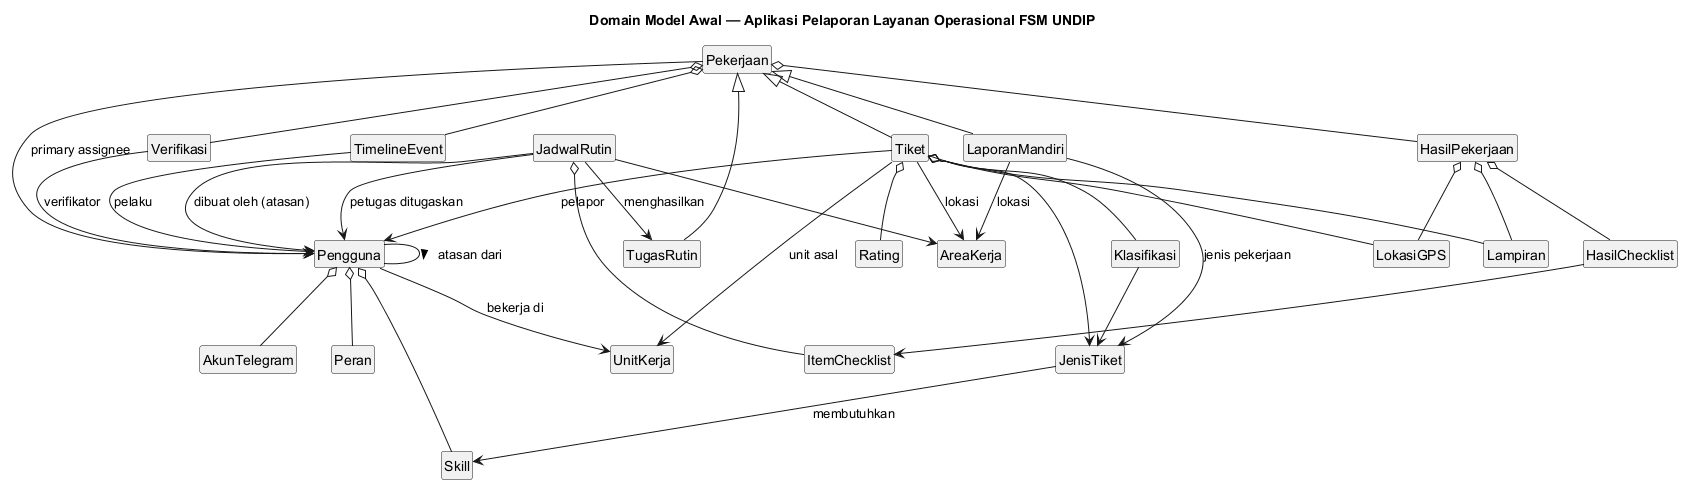 Domain Model Awal — Aplikasi Pelaporan Layanan Operasional FSM UNDIP
Pekerjaan
primary assignee
Verifikasi
TimelineEvent
JadwalRutin
Tiket
LaporanMandiri
HasilPekerjaan
verifikator
pelaku
dibuat oleh (atasan)
petugas ditugaskan
pelapor
menghasilkan
lokasi
lokasi
Pengguna
atasan dari
TugasRutin
unit asal
Rating
AreaKerja
Klasifikasi
jenis pekerjaan
LokasiGPS
Lampiran
HasilChecklist
bekerja di
AkunTelegram
Peran
UnitKerja
ItemChecklist
JenisTiket
membutuhkan
Skill